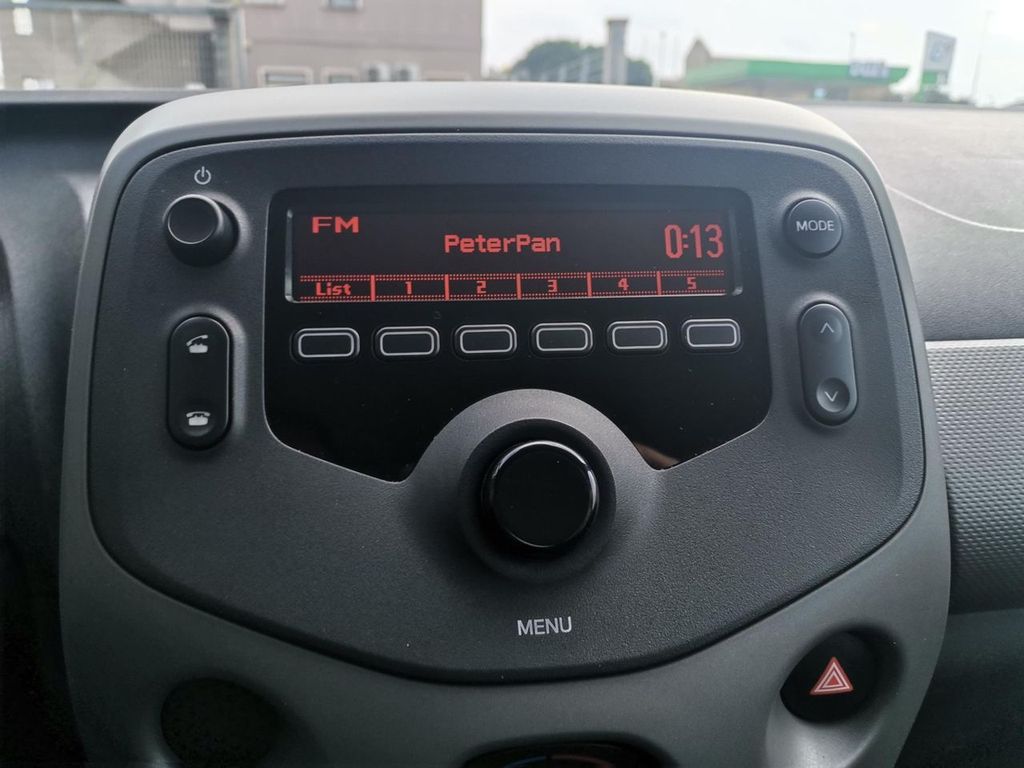 FM
PeterPan
0:13
List 1 2 3 4 5
MODE
MENU